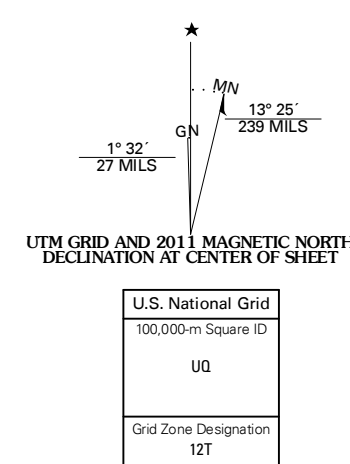 MN
GN
13° 25´
239 MILS
1° 32´
27 MILS
UTM GRID AND 2011 MAGNETIC NORTH
DECLINATION AT CENTER OF SHEET
U.S. National Grid
100,000-m Square ID
UQ
Grid Zone Designation
12T